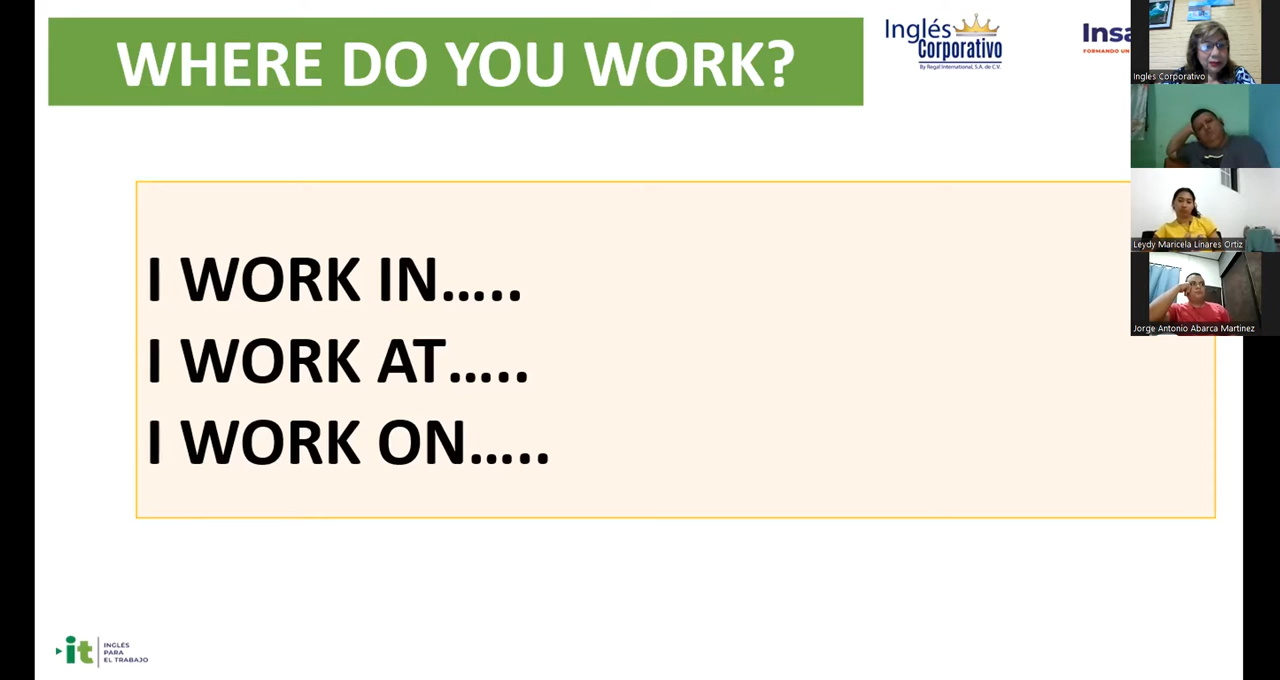 WHERE DO YOU WORK?
Inglés
Corporativo
By Regal International, S.A. de C.V.
Insa
FORMANDO UN
Ingles Corporativo
Leydy Maricela Linares Ortiz
Jorge Antonio Abarca Martinez
I WORK IN.....
I WORK AT.....
I WORK ON.....
it
INGLÉS
PARA
EL TRABAJO